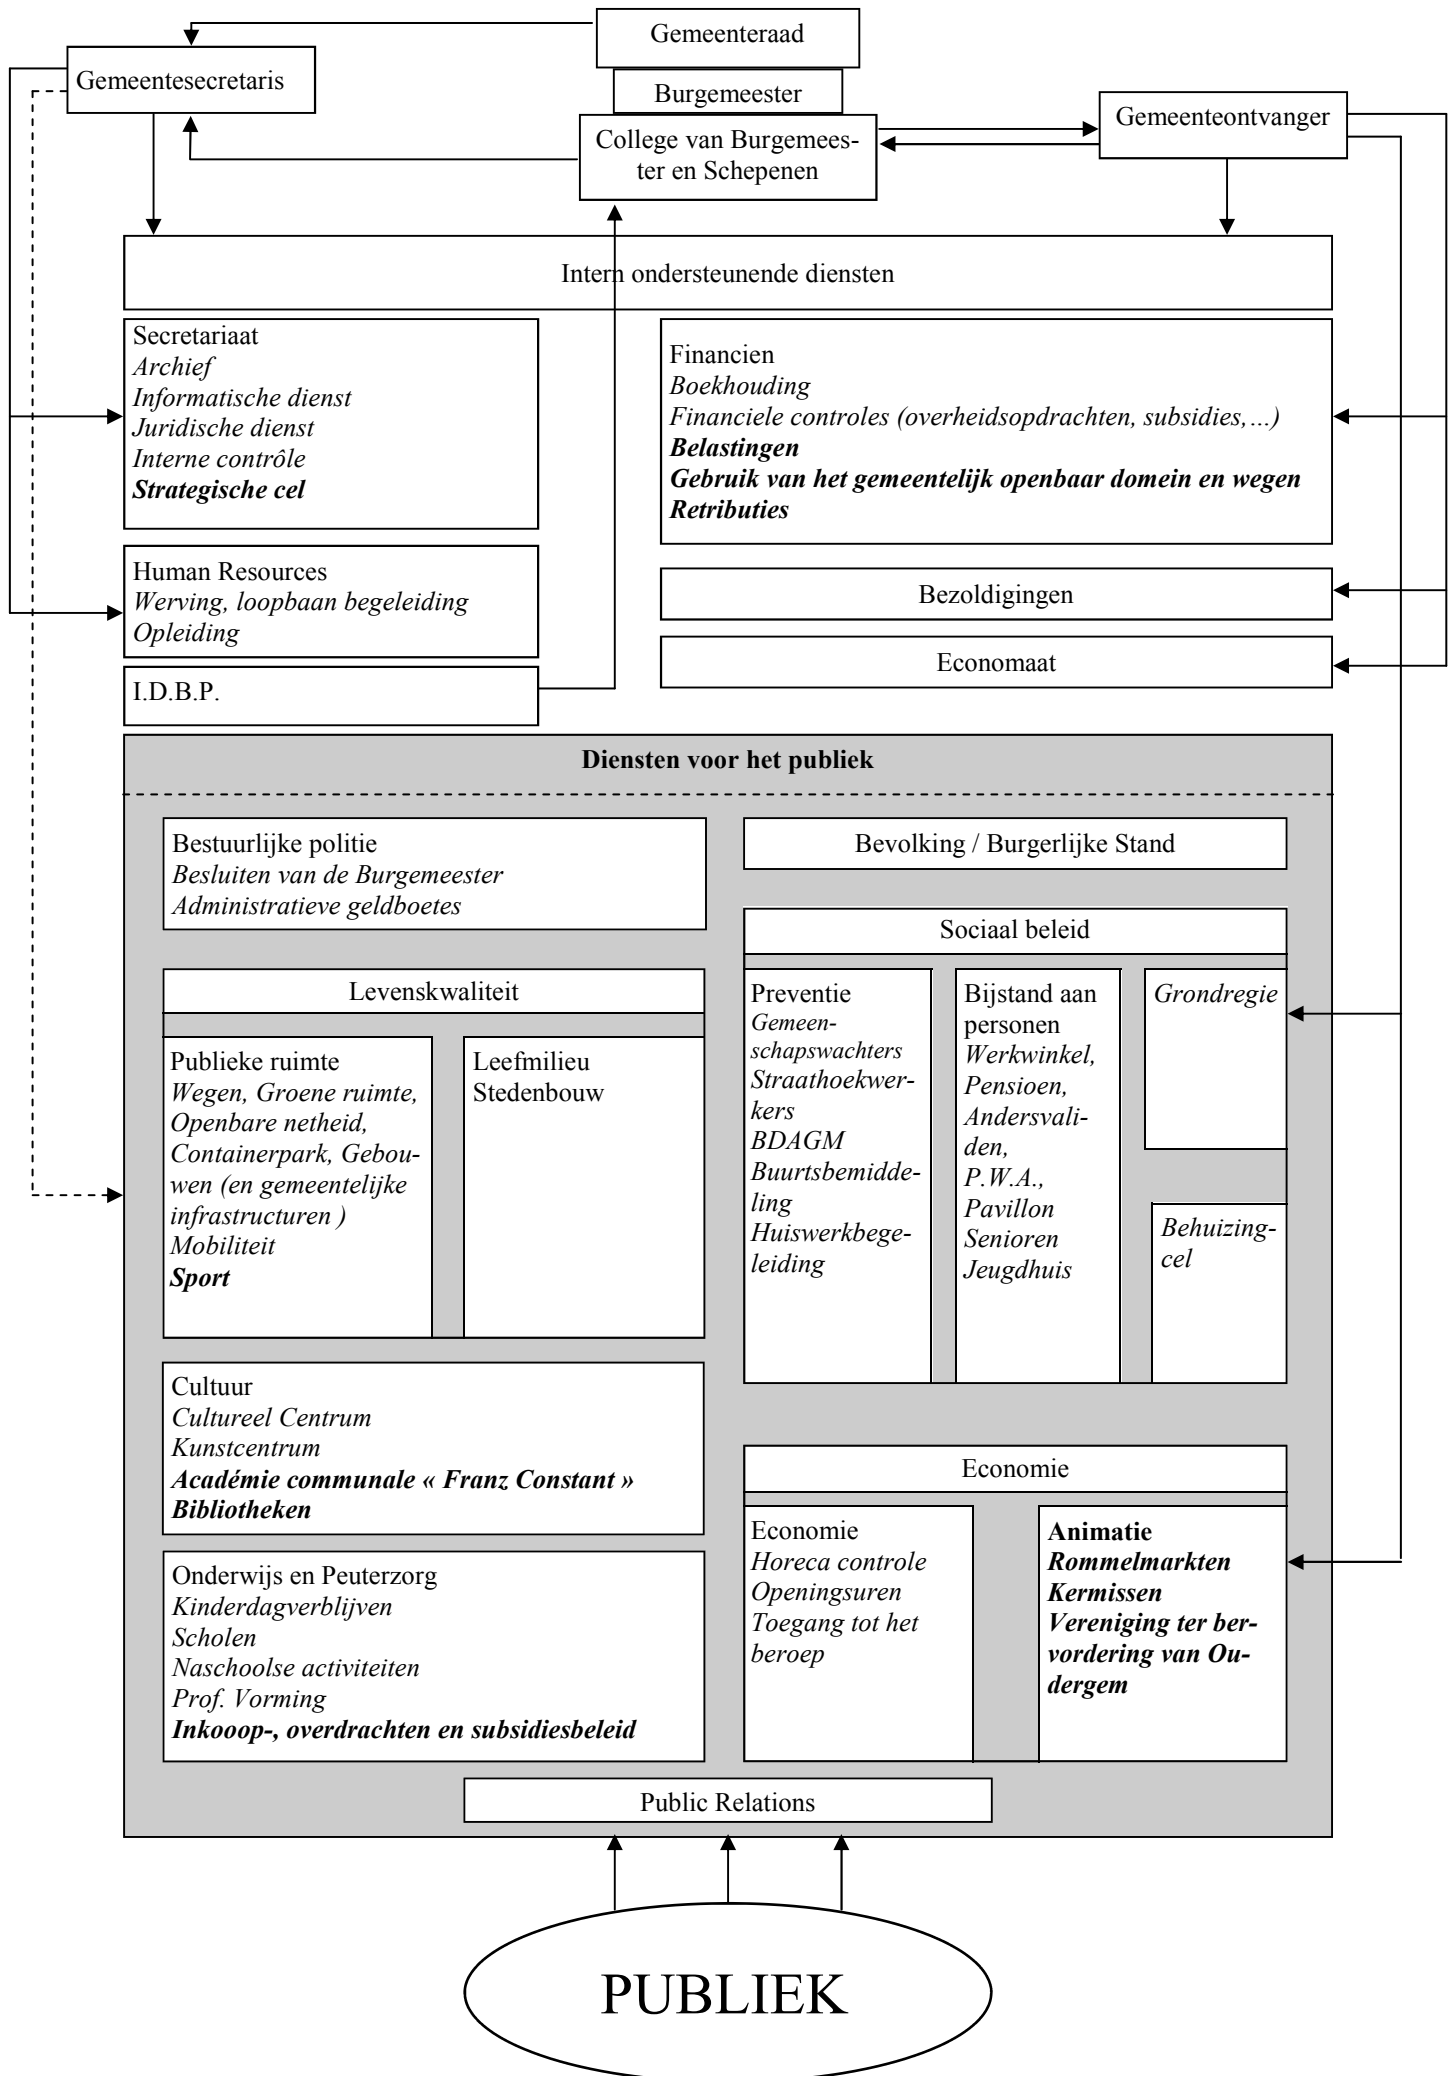 Gemeenteraad
Gemeentesecretaris
Burgemeester
Gemeenteontvanger
College van Burgemees-
ter en Schepenen
Intern ondersteunende diensten
Secretariaat
Archief
Informatische dienst
Juridische dienst
Interne contrôle
Strategische cel
Financien
Boekhouding
Financiele controles (overheidsopdrachten, subsidies,…)
Belastingen
Gebruik van het gemeentelijk openbaar domein en wegen
Retributies
Human Resources
Werving, loopbaan begeleiding
Opleiding
Bezoldigingen
Economaat
I.D.B.P.
Diensten voor het publiek
Bestuurlijke politie
Besluiten van de Burgemeester
Administratieve geldboetes
Bevolking / Burgerlijke Stand
Sociaal beleid
Preventie
Gemeen-
schapswachters
Straathoekwer-
kers
BDAGM
Buurtsbemidde-
ling
Huiswerkbege-
leiding
Bijstand aan
personen
Werkwinkel,
Pensioen,
Andersvali-
den,
P.W.A.,
Pavillon
Senioren
Jeugdhuis
Grondregie
Behuizing-
cel
Levenskwaliteit
Publieke ruimte
Wegen, Groene ruimte,
Openbare netheid,
Containerpark, Gebou-
wen (en gemeentelijke
infrastructuren )
Mobiliteit
Sport
Leefmilieu
Stedenbouw
Cultuur
Cultureel Centrum
Kunstcentrum
Académie communale « Franz Constant »
Bibliotheken
Onderwijs en Peuterzorg
Kinderdagverblijven
Scholen
Naschoolse activiteiten
Prof. Vorming
Inkooop-, overdrachten en subsidiesbeleid
Economie
Economie
Horeca controle
Openingsuren
Toegang tot het
beroep
Animatie
Rommelmarkten
Kermissen
Vereniging ter ber-
vordering van Ou-
dergem
Public Relations
PUBLIEK